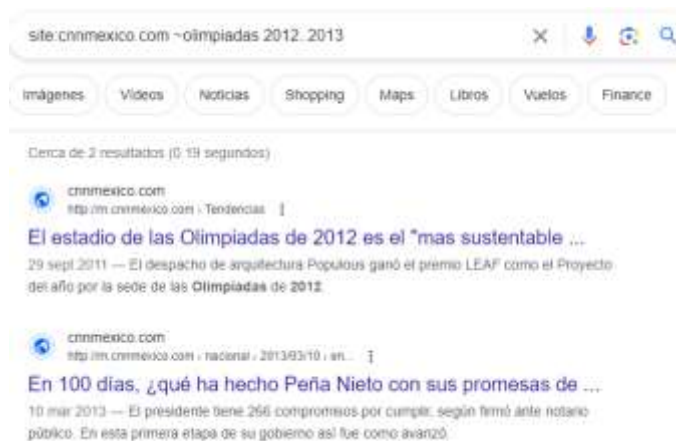 site:cnnmexico.com ~olimpiadas 2012..2013
Imágenes Videos Noticias Shopping Maps Libros Vuelos Finance
Cerca de 2 resultados (0.19 segundos)
cnnmexico.com
http://m.cnnmexico.com › Tendencias
El estadio de las Olimpiadas de 2012 es el "mas sustentable ...
29 sept 2011 — El despacho de arquitectura Populous ganó el premio LEAF como el Proyecto
del año por la sede de las Olimpiadas de 2012
cnnmexico.com
http://m.cnnmexico.com › nacional › 2013/03/10 › en...
En 100 días, ¿qué ha hecho Peña Nieto con sus promesas de ...
10 mar 2013 — El presidente tiene 266 compromisos por cumplir, según firmó ante notario
público. En esta primera etapa de su gobierno así fue como avanzó.